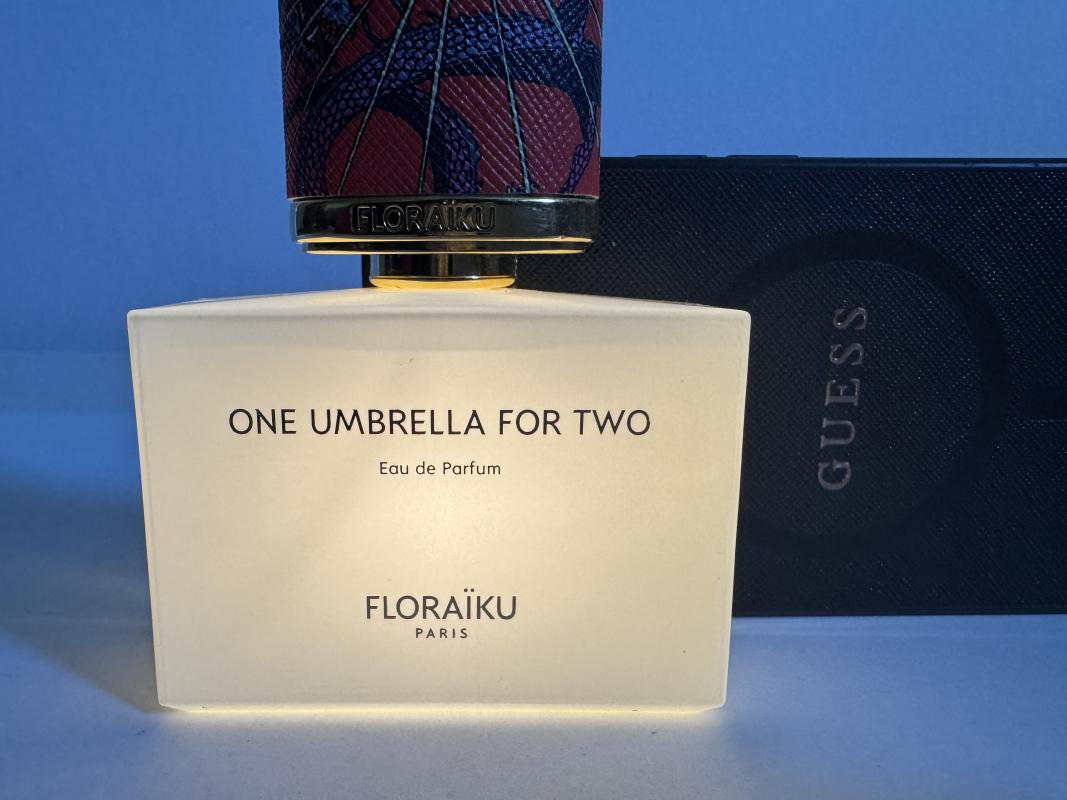 FLORAÏKU
ONE UMBRELLA FOR TWO
Eau de Parfum
FLORAÏKU
PARIS
GUESS